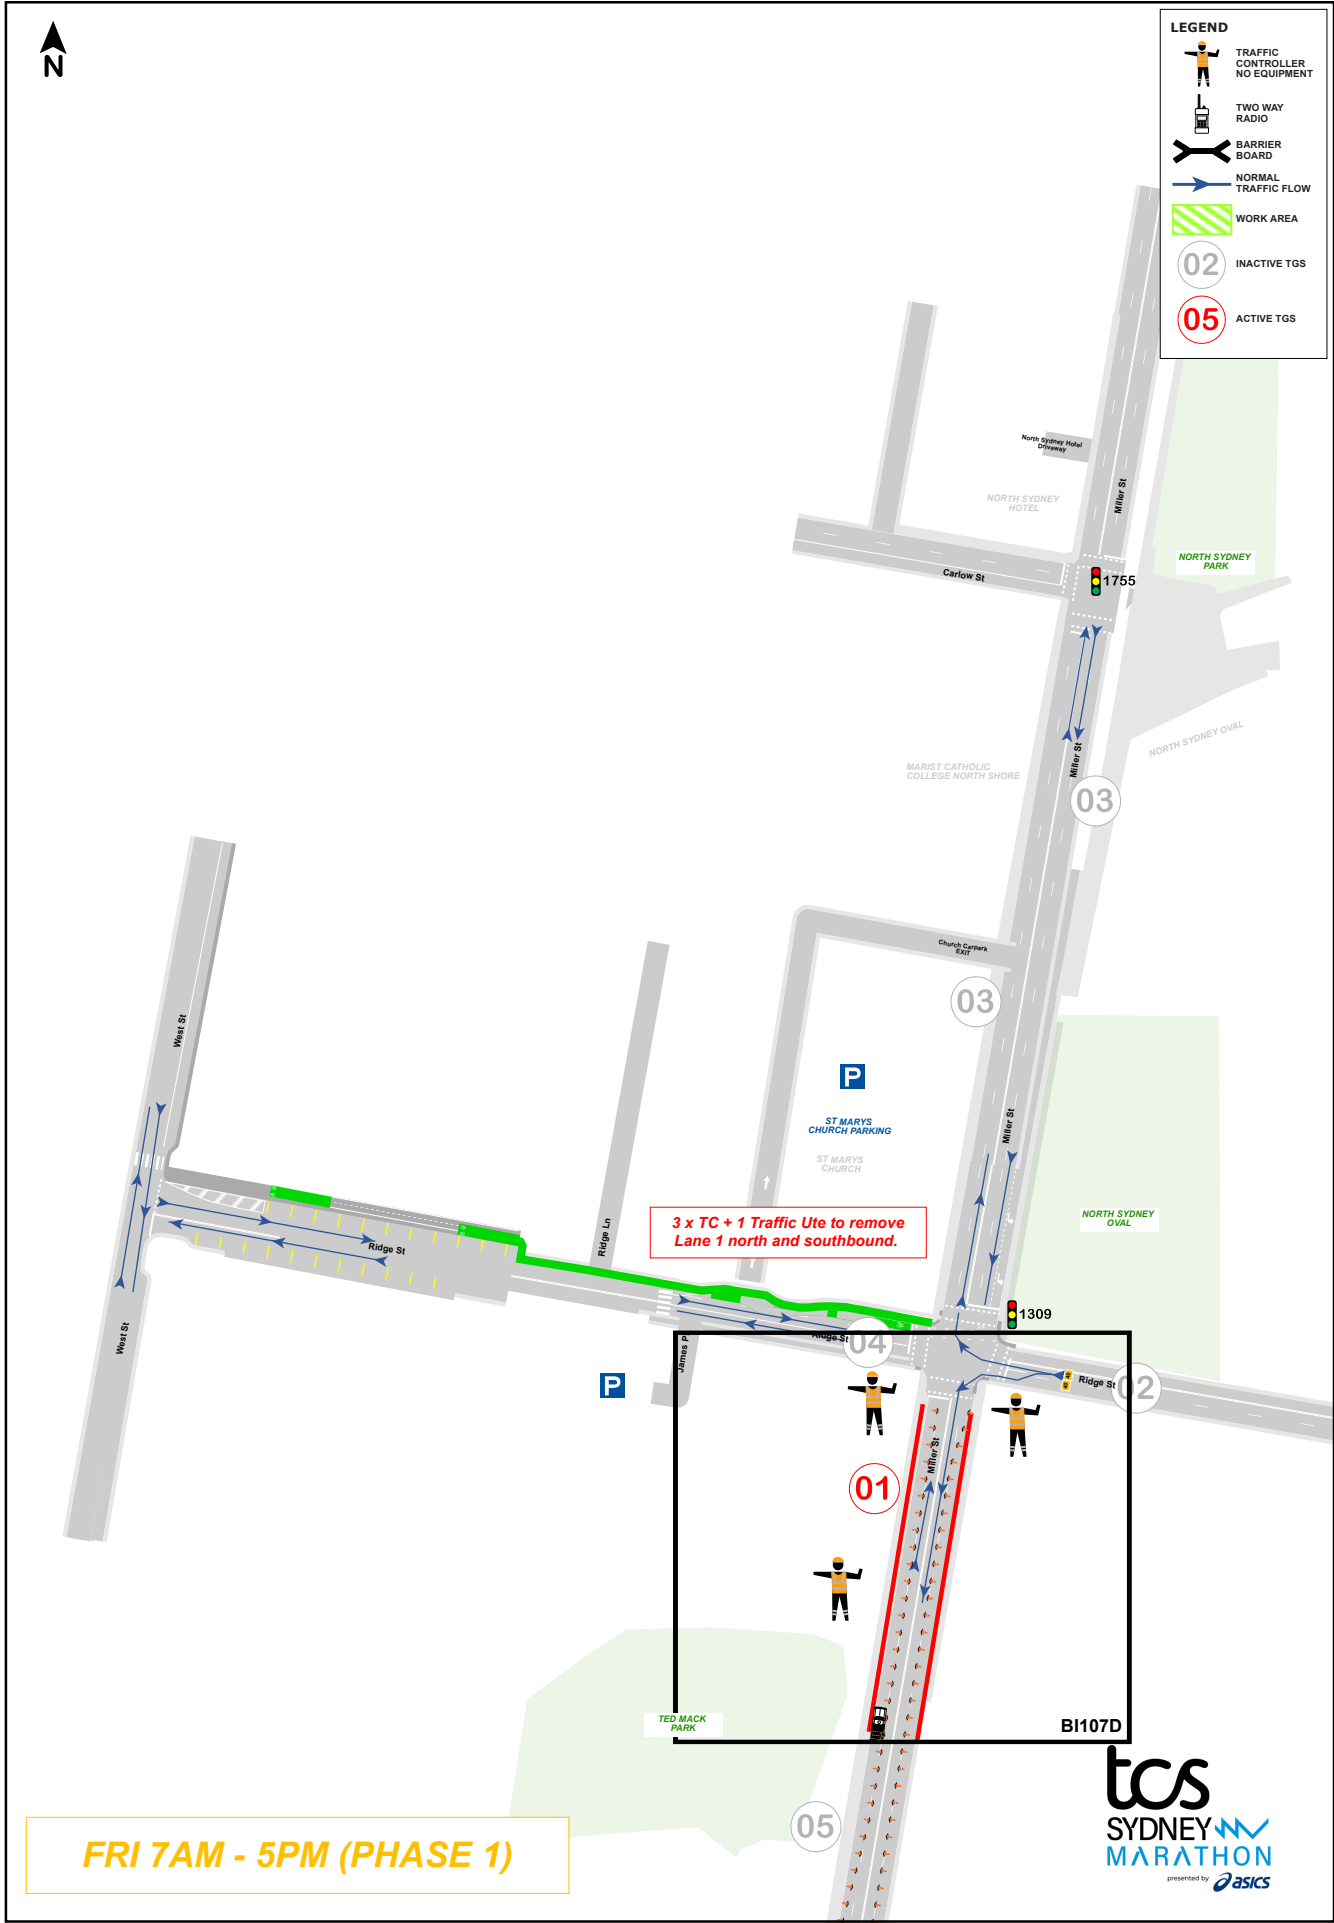 N
LEGEND
TRAFFIC
CONTROLLER
NO EQUIPMENT
TWO WAY
RADIO
BARRIER
BOARD
NORMAL
TRAFFIC FLOW
WORK AREA
02
INACTIVE TGS
05
ACTIVE TGS
North Sydney Hotel
Driveway
NORTH SYDNEY
HOTEL
Miller St
NORTH SYDNEY
PARK
Carlow St
1755
NORTH SYDNEY OVAL
Miller St
MARIST CATHOLIC
COLLEGE NORTH SHORE
03
Church Carpark
EXIT
03
West St
P
ST MARYS
CHURCH PARKING
ST MARYS
CHURCH
Miller St
NORTH SYDNEY
OVAL
3 x TC + 1 Traffic Ute to remove
Lane 1 north and southbound.
Ridge Ln
Ridge St
1309
West St
Ridge St
04
James Pl
P
Ridge St
02
Miller St
01
TED MACK
PARK
BI107D
05
FRI 7AM - 5PM (PHASE 1)
tcs
SYDNEY
MARATHON
presented by asics